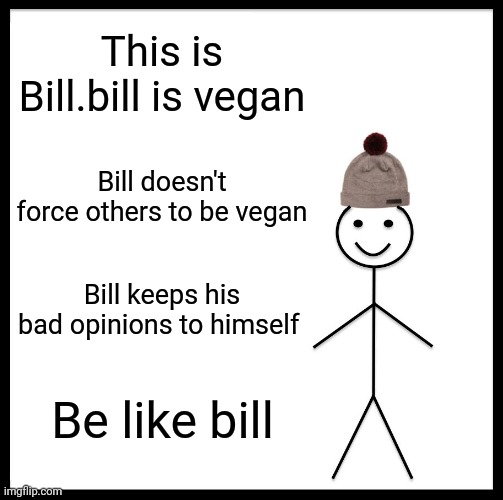 This is
Bill.bill is vegan
Bill doesn't
force others to be vegan
Bill keeps his
bad opinions to himself
Be like bill
imgflip.com